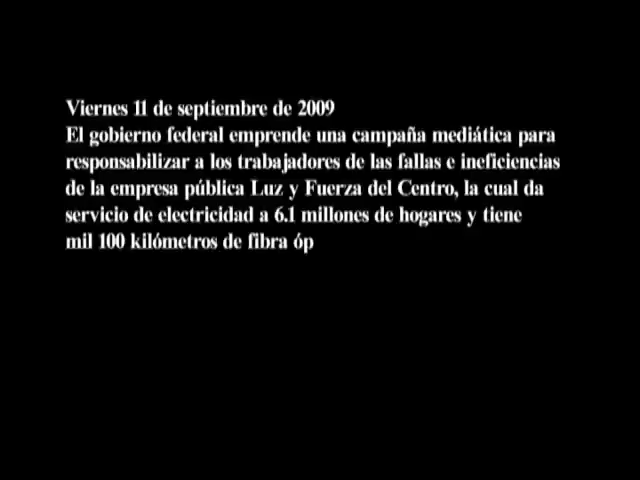 Viernes 11 de septiembre de 2009
El gobierno federal emprende una campaña mediática para
responsabilizar a los trabajadores de las fallas e ineficiencias
de la empresa pública Luz y Fuerza del Centro, la cual da
servicio de electricidad a 6.1 millones de hogares y tiene
mil 100 kilómetros de fibra óp